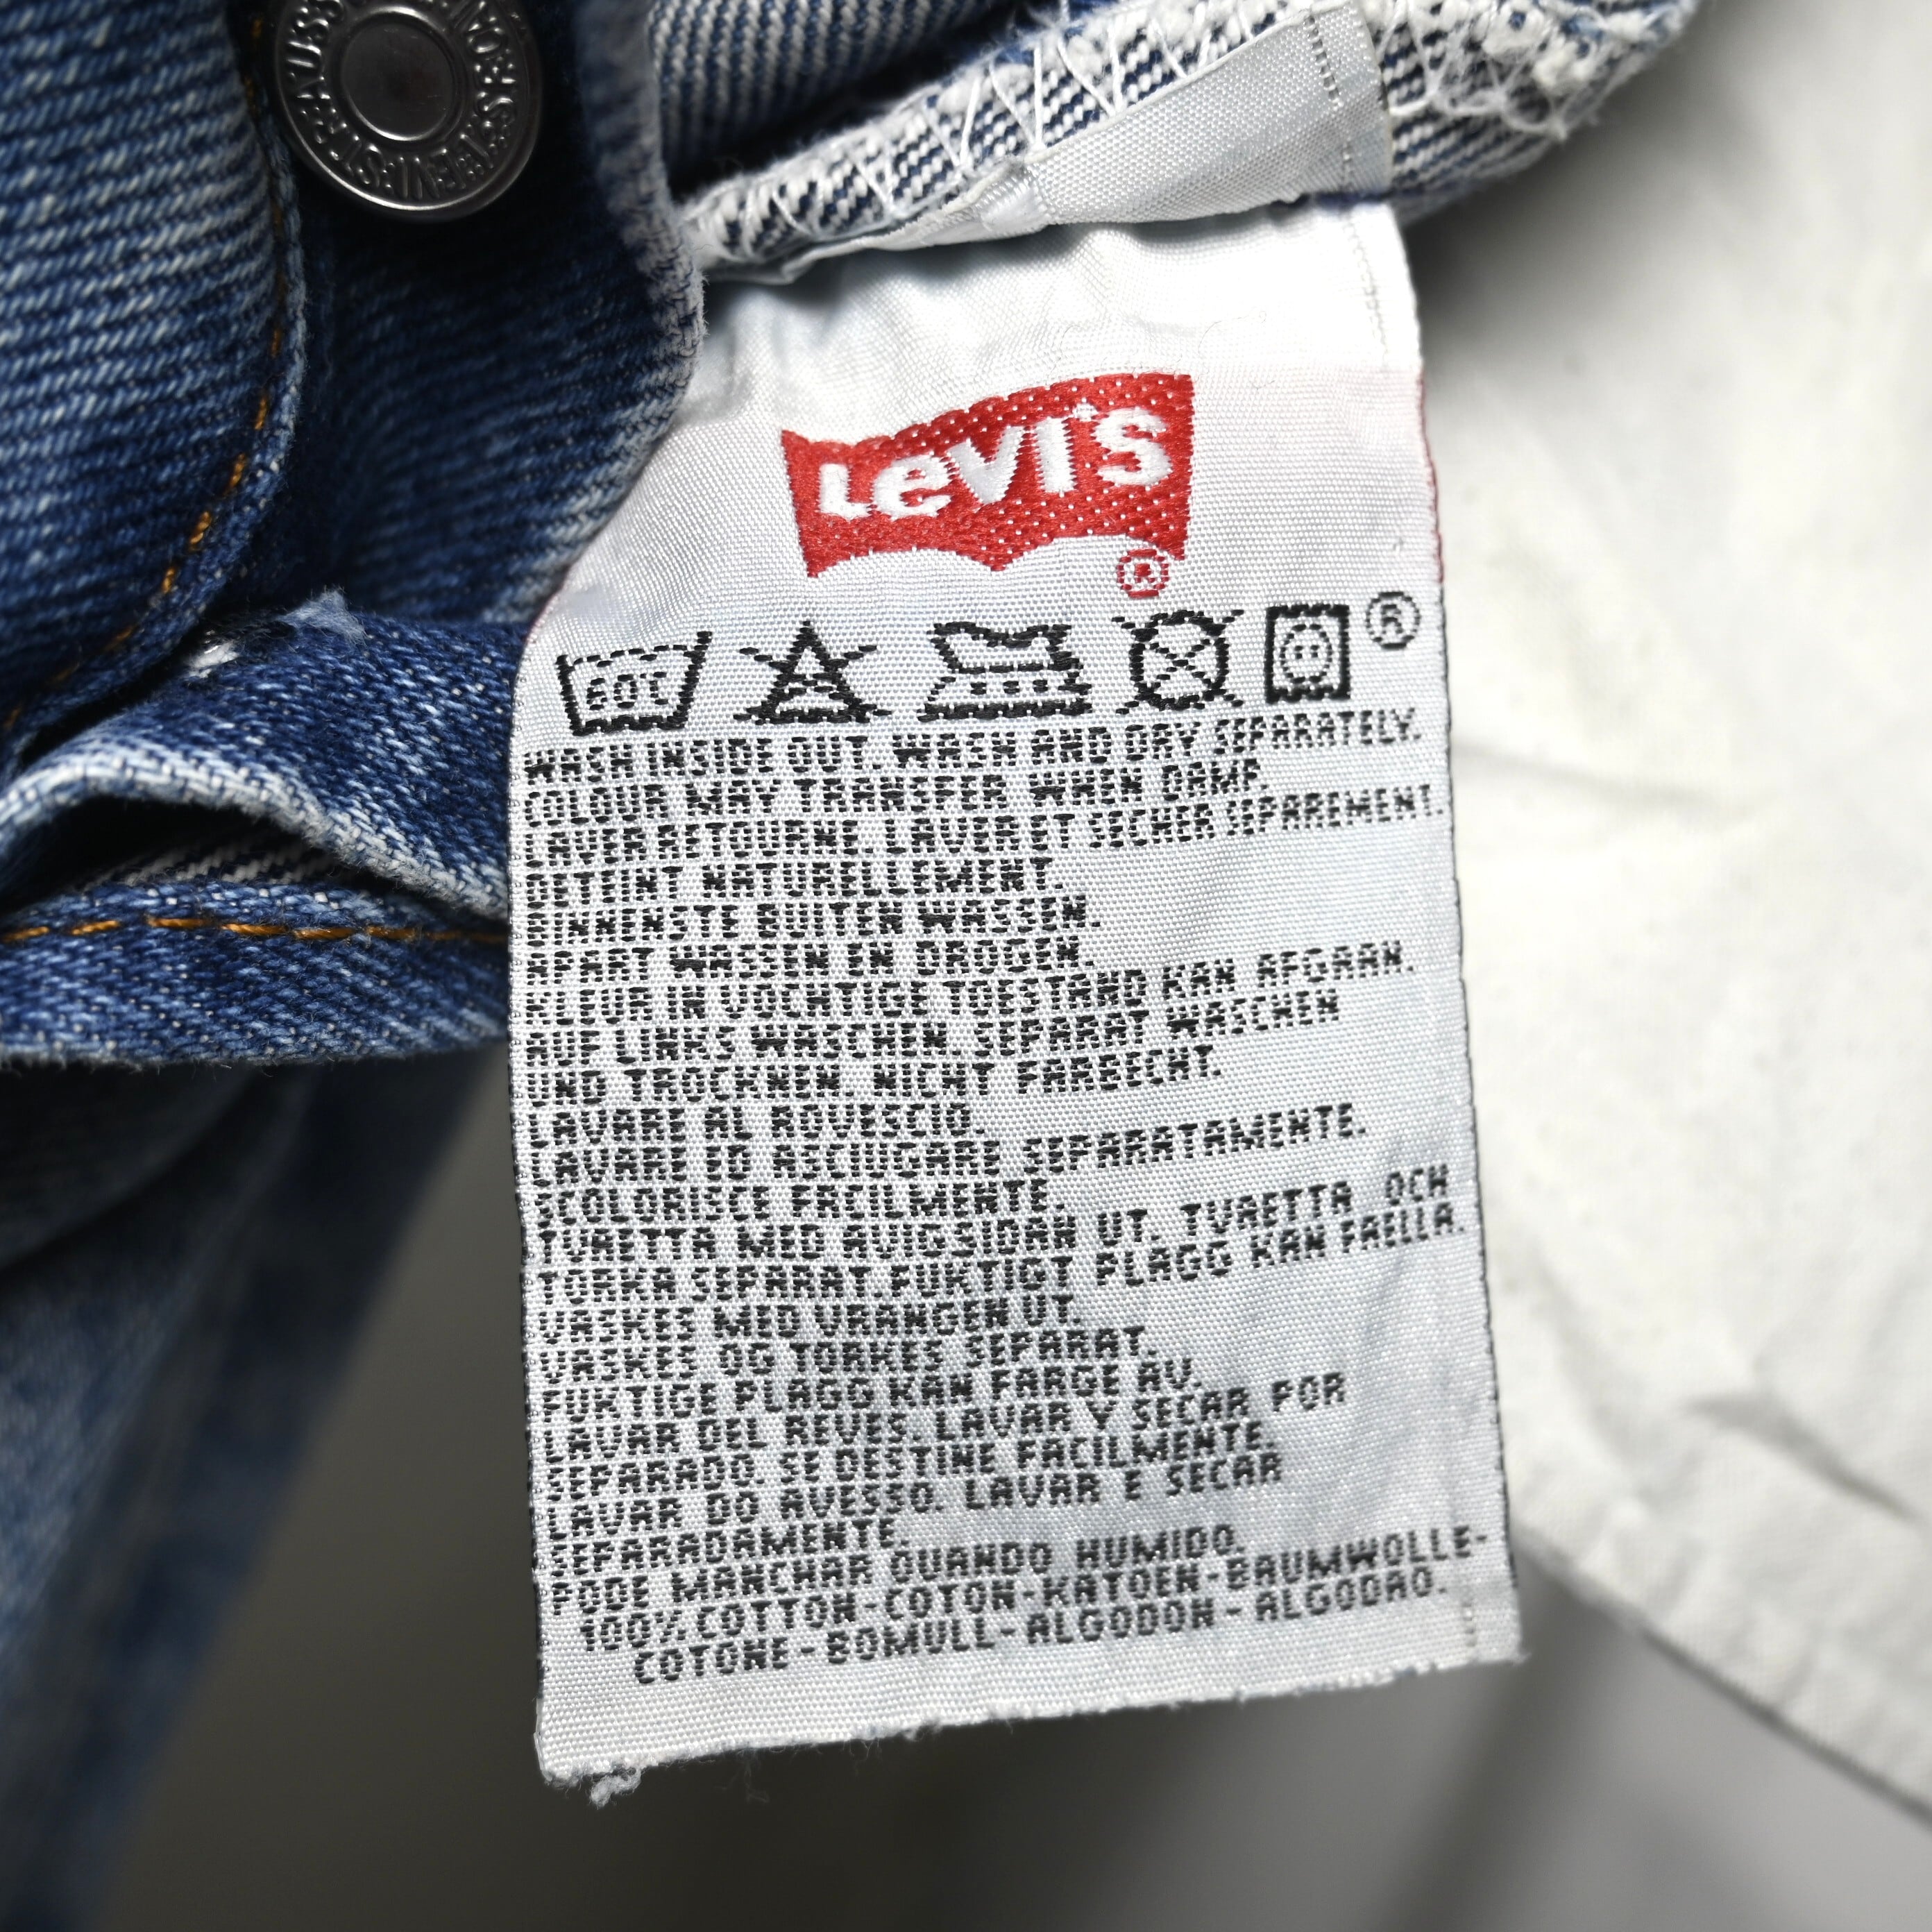 LEVI STRAUSS
LEVI'S
®
60°C
®
WASH INSIDE OUT. WASH AND DRY SEPARATELY.
COLOUR MAY TRANSFER WHEN DAMP.
LAVER RETOURNE. LAVER ET SECHER SEPAREMENT.
DETEINT NATURELLEMENT.
BINNENSTE BUITEN WASSEN.
APART WASSEN EN DROGEN.
KLEUR IN VOCHTIGE TOESTAND KAN AFGAAN.
AUF LINKS WASCHEN. SEPARAT WASCHEN
UND TROCKNEN. NICHT FARBECHT.
LAVARE AL ROVESCIO.
LAVARE ED ASCIUGARE SEPARATAMENTE.
SCOLORISCE FACILMENTE.
TVAETTA MED AVIGSIDAN UT. TVAETTA OCH
TORKA SEPARAT. FUKTIGT PLAGG KAN FAELLA.
VASKES MED VRANGEN UT.
VASKES OG TORKES SEPARAT.
FUKTIGE PLAGG KAN FARGE AV.
LAVAR DEL REVES. LAVAR Y SECAR POR
SEPARADO. SE DESTINE FACILMENTE.
LAVAR DO AVESSO. LAVAR E SECAR
SEPARADAMENTE.
PODE MANCHAR QUANDO HUMIDO.
100% COTTON-COTON-KATOEN-BAUMWOLLE-
COTONE-BOMULL-ALGODON-ALGODAO.